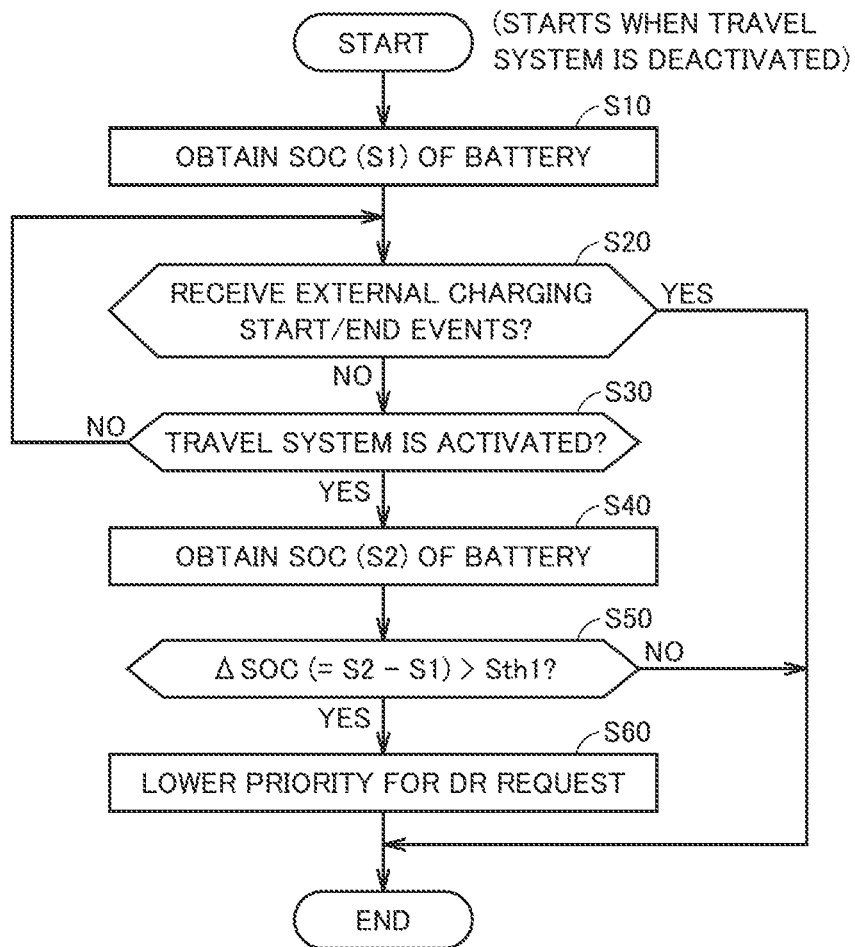 START
(STARTS WHEN TRAVEL
SYSTEM IS DEACTIVATED)
S10
OBTAIN SOC (S1) OF BATTERY
S20
RECEIVE EXTERNAL CHARGING
START/END EVENTS?
YES
NO
S30
TRAVEL SYSTEM IS ACTIVATED?
NO
YES
S40
OBTAIN SOC (S2) OF BATTERY
S50
Δ SOC (= S2 - S1) > Sth1?
NO
YES
S60
LOWER PRIORITY FOR DR REQUEST
END